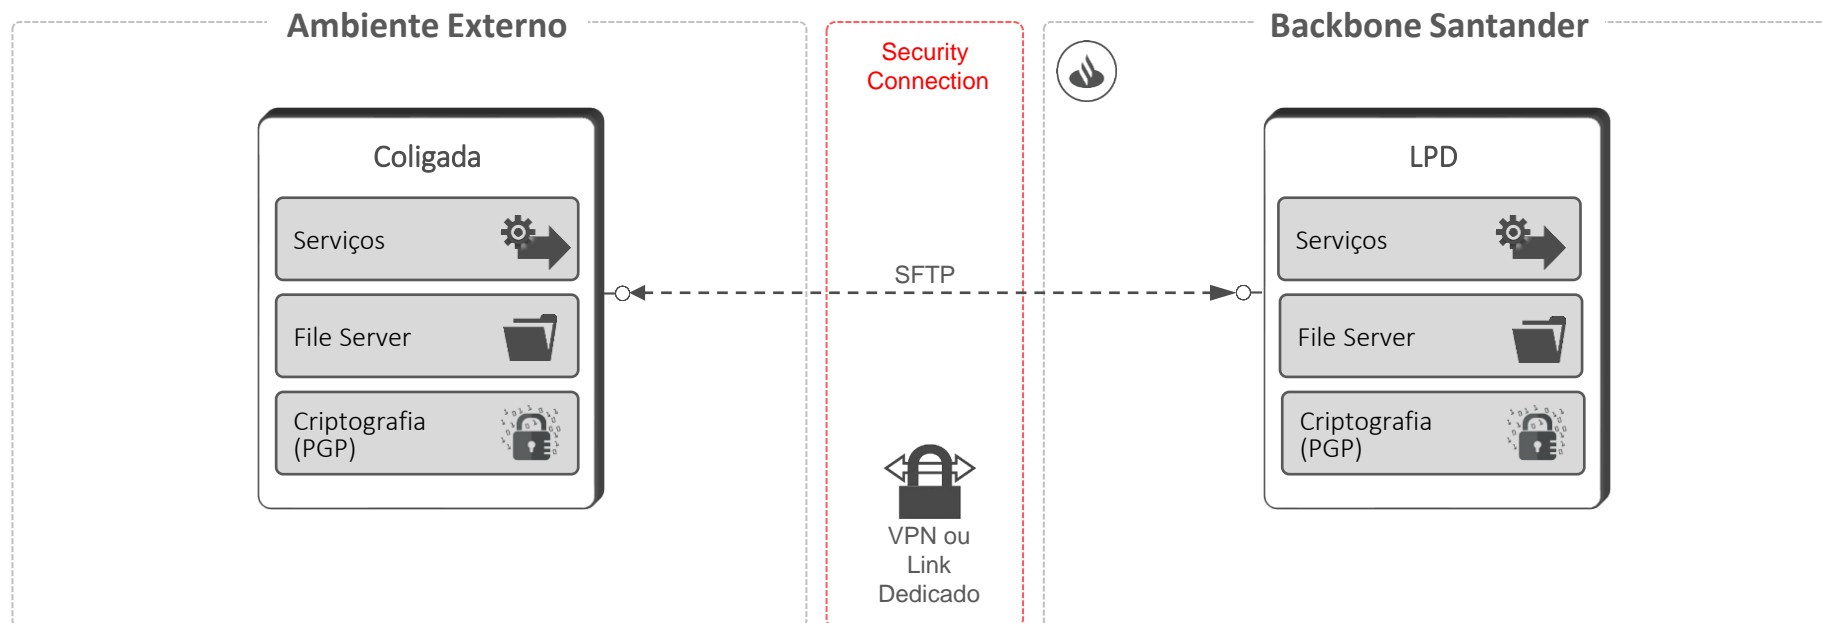 Ambiente Externo
Security
Connection
Backbone Santander
Coligada
Serviços
File Server
Criptografia
(PGP)
SFTP
VPN ou
Link
Dedicado
LPD
Serviços
File Server
Criptografia
(PGP)